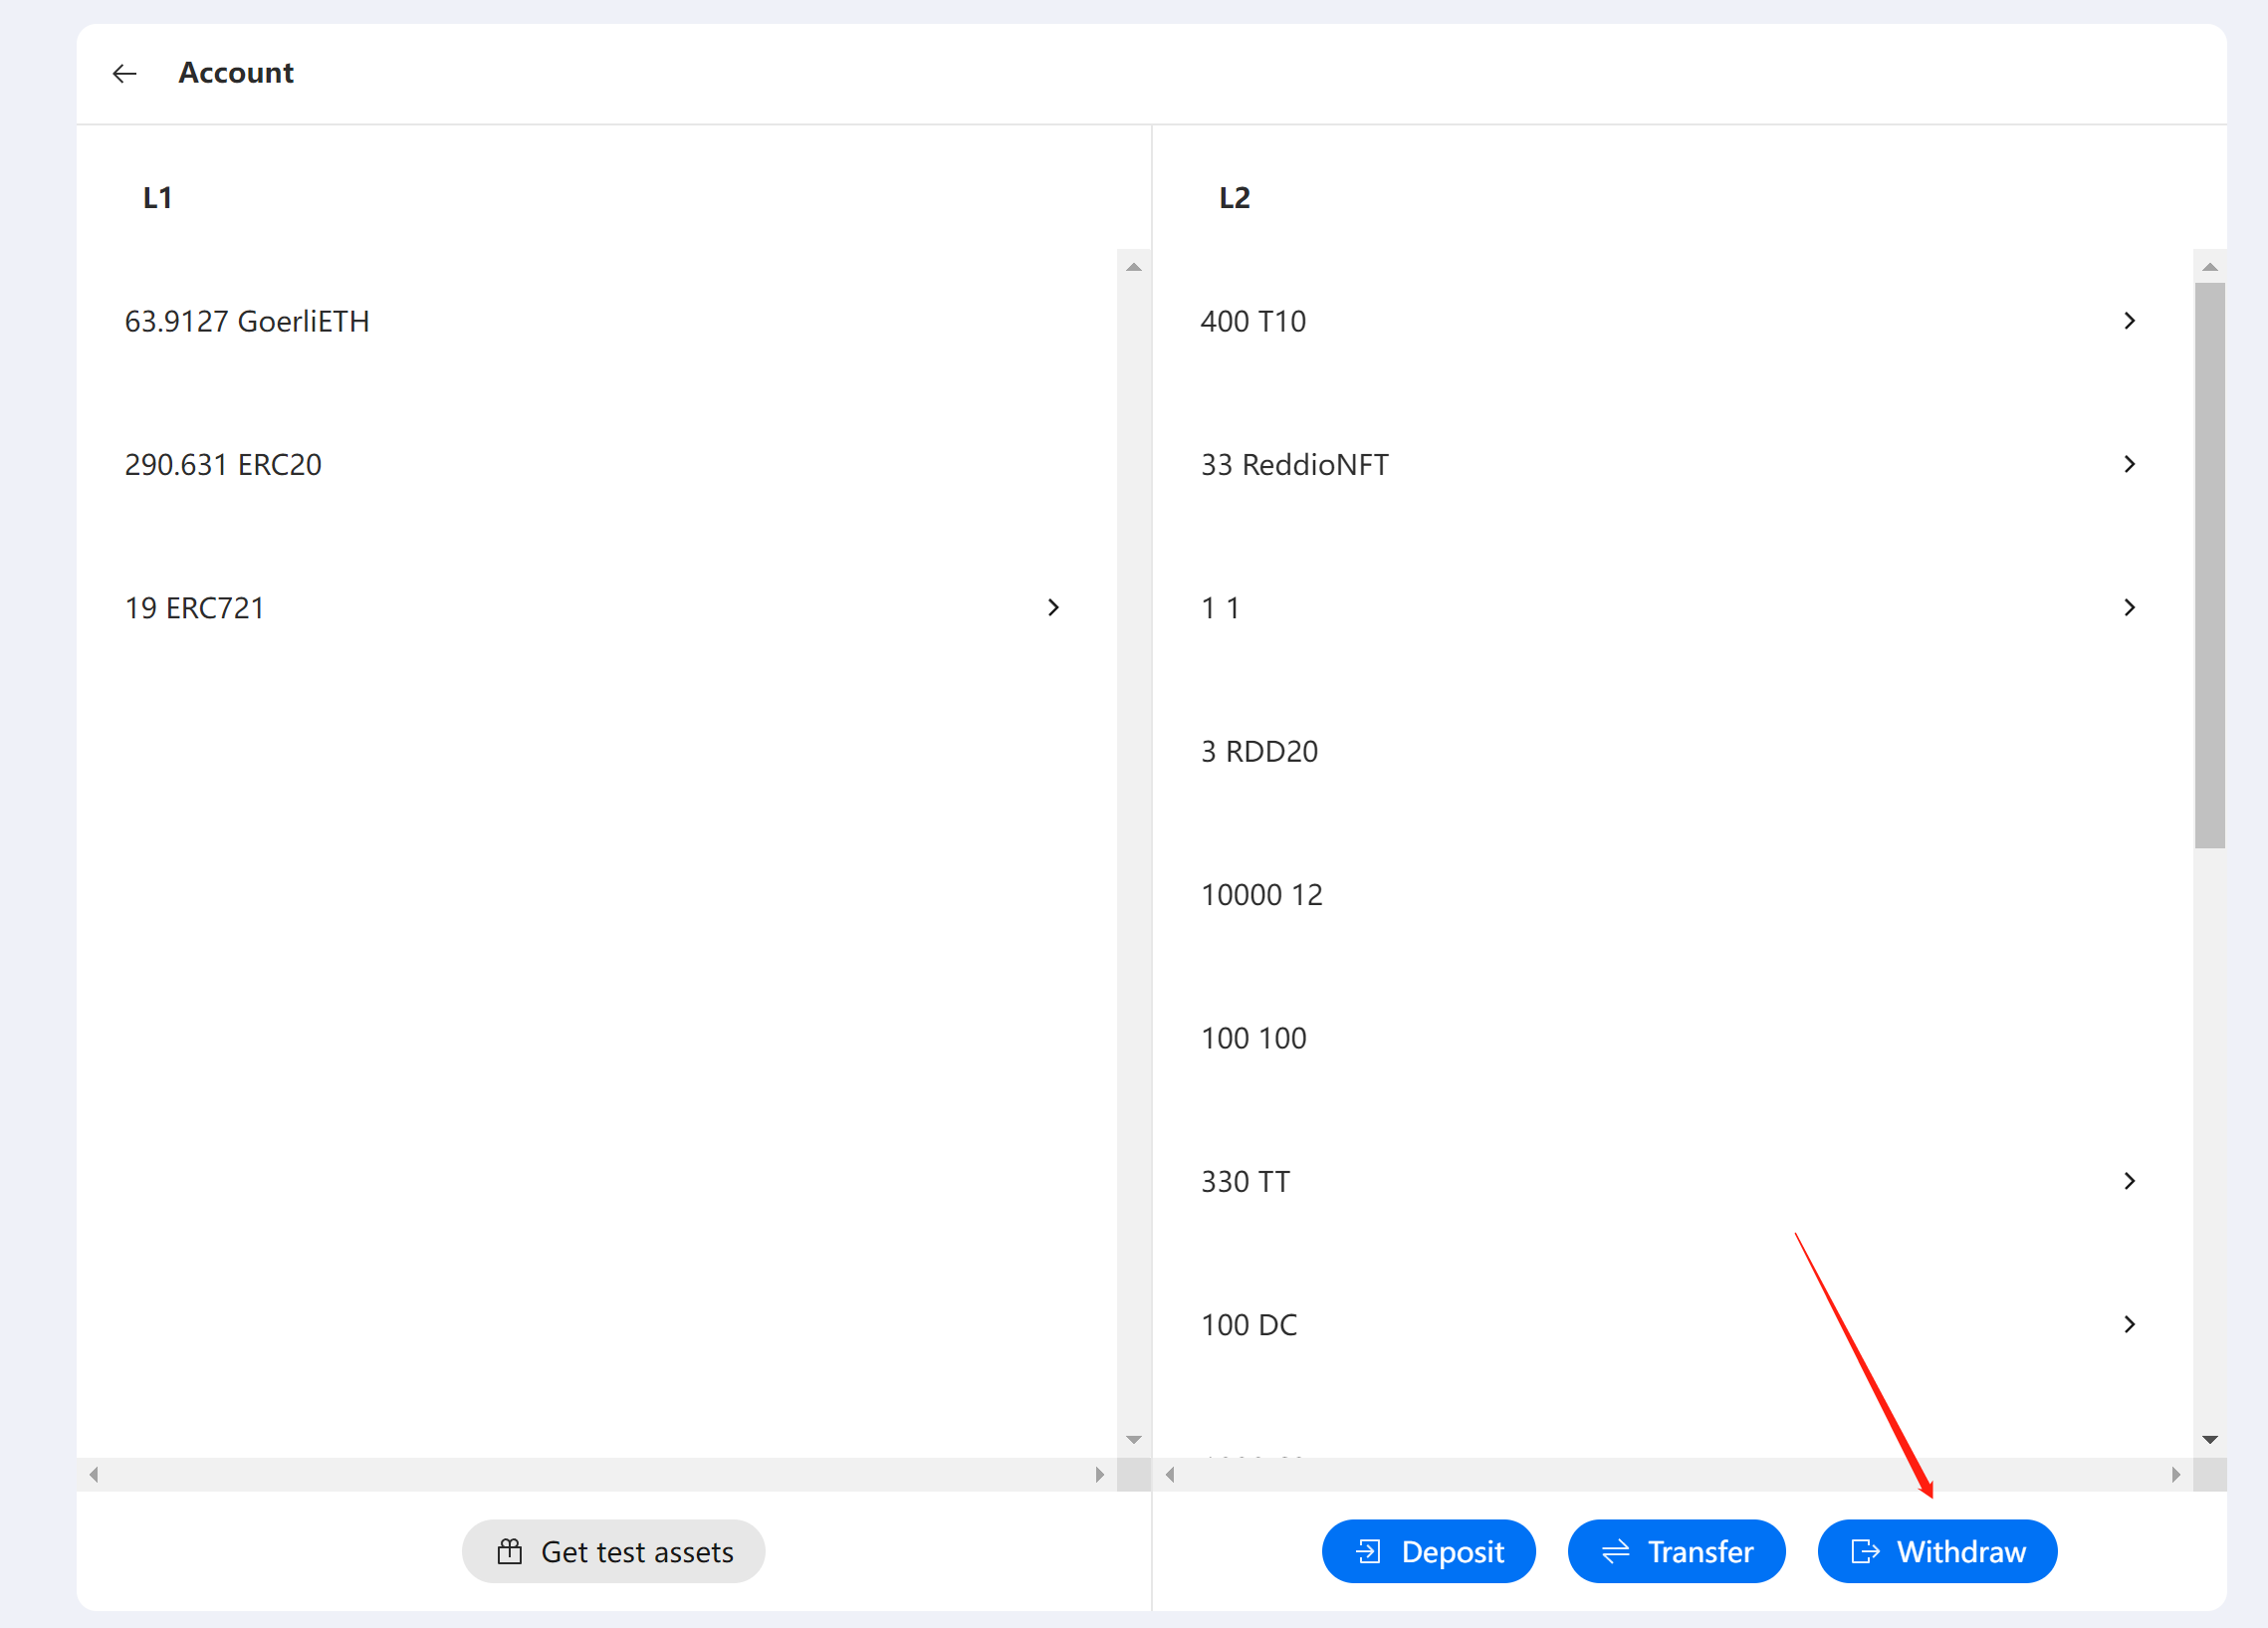 Account
L1
63.9127 GoerliETH
290.631 ERC20
19 ERC721
Get test assets
L2
400 T10
33 ReddioNFT
1 1
3 RDD20
10000 12
100 100
330 TT
100 DC
Deposit
Transfer
Withdraw